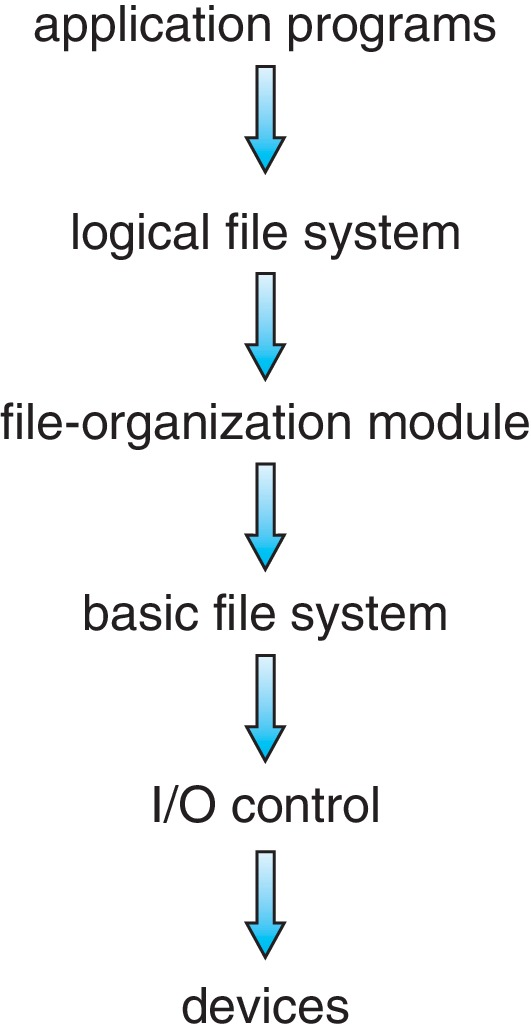 application programs
logical file system
file-organization module
basic file system
I/O control
devices